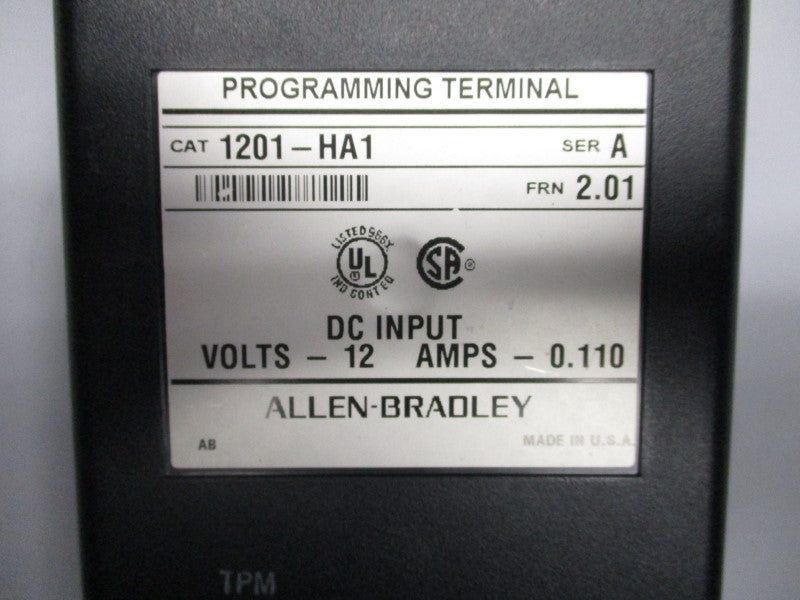 PROGRAMMING TERMINAL
CAT 1201-HA1 SER A
FRN 2.01
LISTED 966X
UL
IND CONT EQ
SA ®
DC INPUT
VOLTS - 12 AMPS - 0.110
ALLEN-BRADLEY
AB MADE IN U.S.A.
TPM